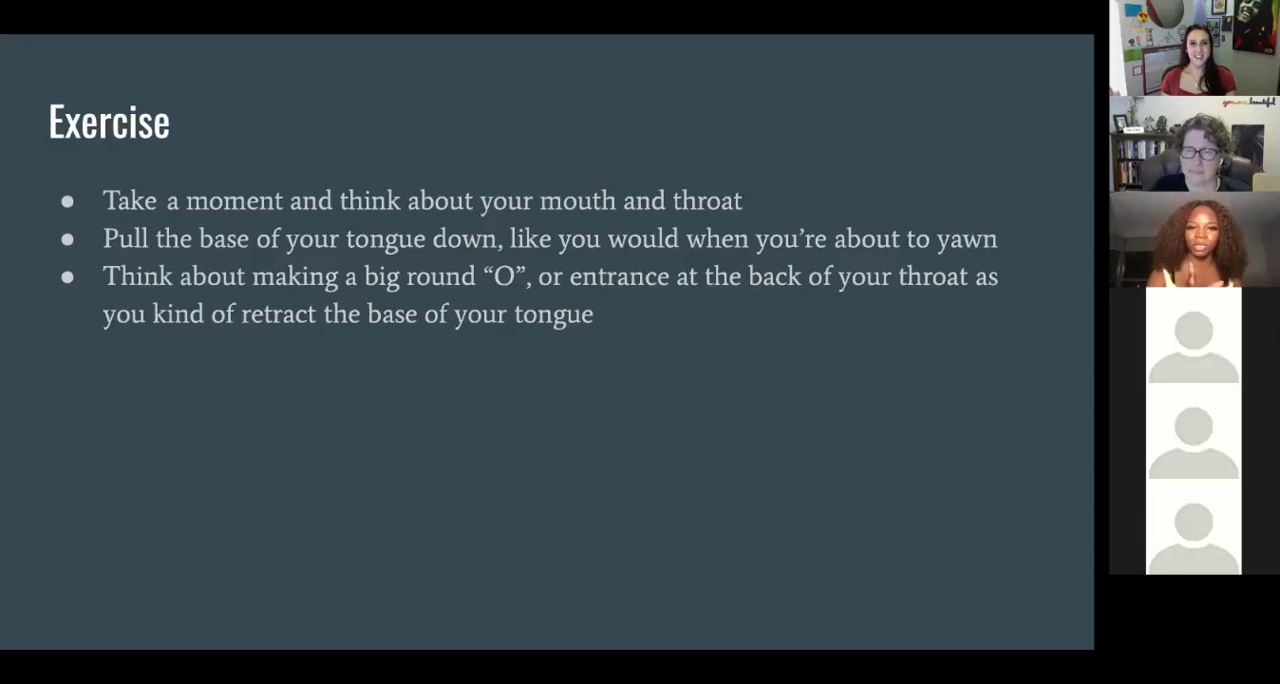 Exercise
● Take a moment and think about your mouth and throat
● Pull the base of your tongue down, like you would when you’re about to yawn
● Think about making a big round “O”, or entrance at the back of your throat as
you kind of retract the base of your tongue